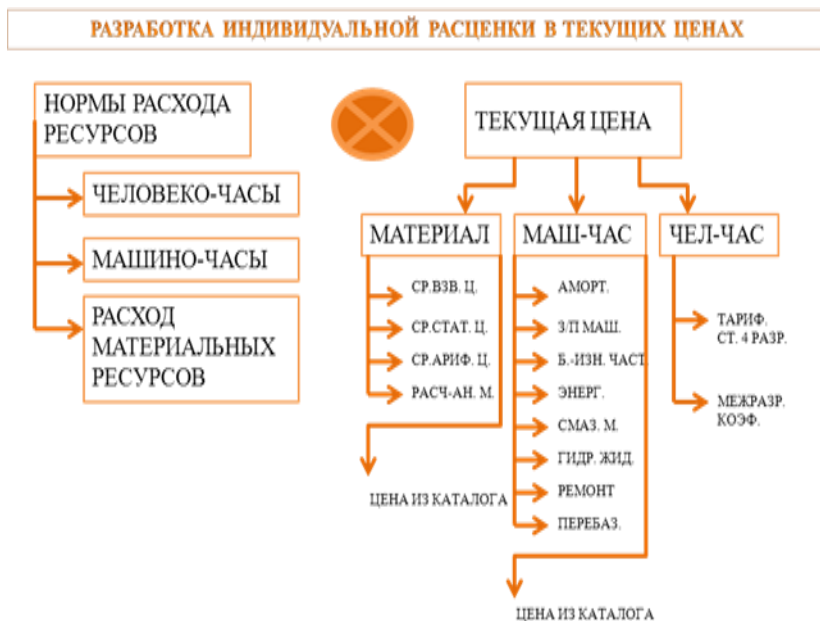 РАЗРАБОТКА ИНДИВИДУАЛЬНОЙ РАСЦЕНКИ В ТЕКУЩИХ ЦЕНАХ
НОРМЫ РАСХОДА
РЕСУРСОВ
ЧЕЛОВЕКО-ЧАСЫ
МАШИНО-ЧАСЫ
РАСХОД
МАТЕРИАЛЬНЫХ
РЕСУРСОВ
ТЕКУЩАЯ ЦЕНА
МАТЕРИАЛ
СР.ВЗВ. Ц.
СР.СТАТ. Ц.
СР.АРИФ. Ц.
РАСЧ-АН. М.
ЦЕНА ИЗ КАТАЛОГА
МАШ-ЧАС
АМОРТ.
З/П МАШ.
Б.-ИЗН. ЧАСТ
ЭНЕРГ.
СМАЗ. М.
ГИДР. ЖИД.
РЕМОНТ
ПЕРЕБАЗ.
ЦЕНА ИЗ КАТАЛОГА
ЧЕЛ-ЧАС
ТАРИФ.
СТ. 4 РАЗР.
МЕЖРАЗР.
КОЭФ.